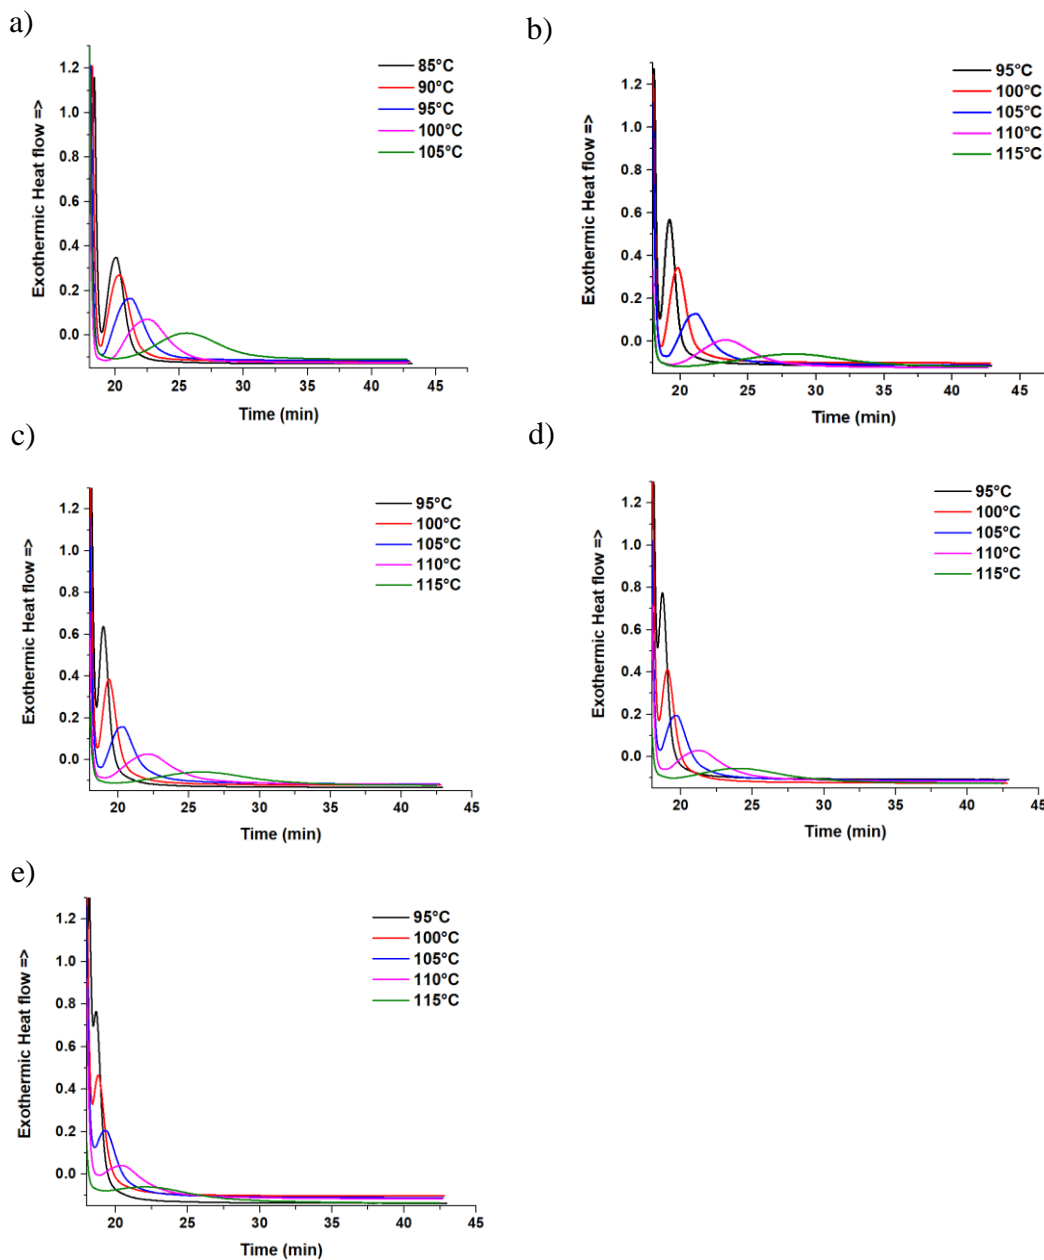 a)
Exothermic Heat flow =>
1.2
1.0
0.8
0.6
0.4
0.2
0.0
20
25
30
35
40
45
Time (min)
85°C
90°C
95°C
100°C
105°C
b)
Exothermic Heat flow =>
1.2
1.0
0.8
0.6
0.4
0.2
0.0
20
25
30
35
40
45
Time (min)
95°C
100°C
105°C
110°C
115°C
c)
Exothermic Heat flow =>
1.2
1.0
0.8
0.6
0.4
0.2
0.0
20
25
30
35
40
45
Time (min)
95°C
100°C
105°C
110°C
115°C
d)
Exothermic Heat flow =>
1.2
1.0
0.8
0.6
0.4
0.2
0.0
20
25
30
35
40
45
Time (min)
95°C
100°C
105°C
110°C
115°C
e)
Exothermic Heat flow =>
1.2
1.0
0.8
0.6
0.4
0.2
0.0
20
25
30
35
40
45
Time (min)
95°C
100°C
105°C
110°C
115°C